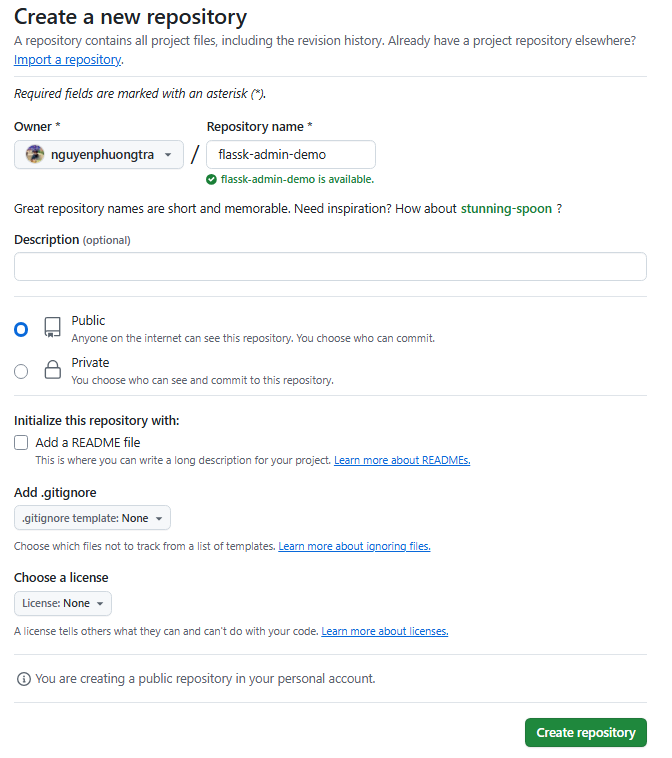 Create a new repository
A repository contains all project files, including the revision history. Already have a project repository elsewhere?
Import a repository.
Required fields are marked with an asterisk (*).
Owner * Repository name *
nguyenphuongtra / flassk-admin-demo
flassk-admin-demo is available.
Great repository names are short and memorable. Need inspiration? How about stunning-spoon ?
Description (optional)
Public
Anyone on the internet can see this repository. You choose who can commit.
Private
You choose who can see and commit to this repository.
Initialize this repository with:
Add a README file
This is where you can write a long description for your project. Learn more about READMEs.
Add .gitignore
.gitignore template: None
Choose which files not to track from a list of templates. Learn more about ignoring files.
Choose a license
License: None
A license tells others what they can and can't do with your code. Learn more about licenses.
You are creating a public repository in your personal account.
Create repository